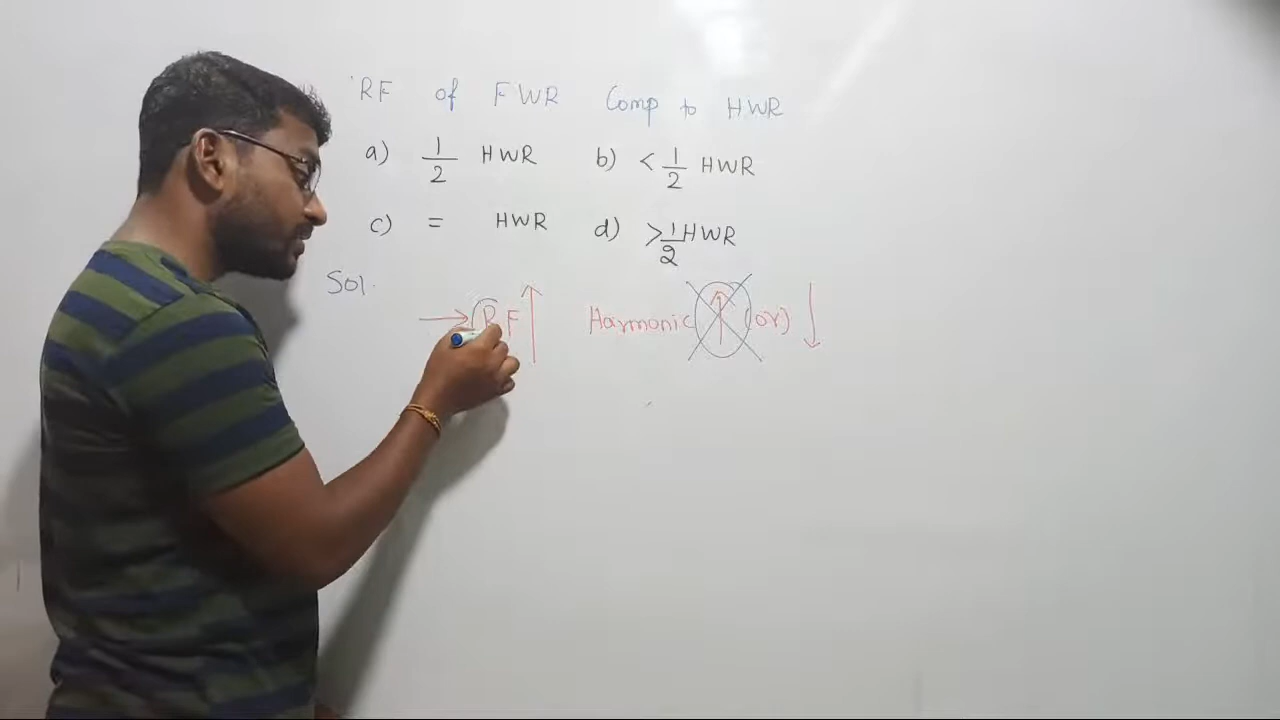 RF of FWR Comp to HWR
a) 1/2 HWR b) < 1/2 HWR
c) = HWR d) > 1/2 HWR
Sol.
→ RF ↑ Harmonic ↑ (or) ↓